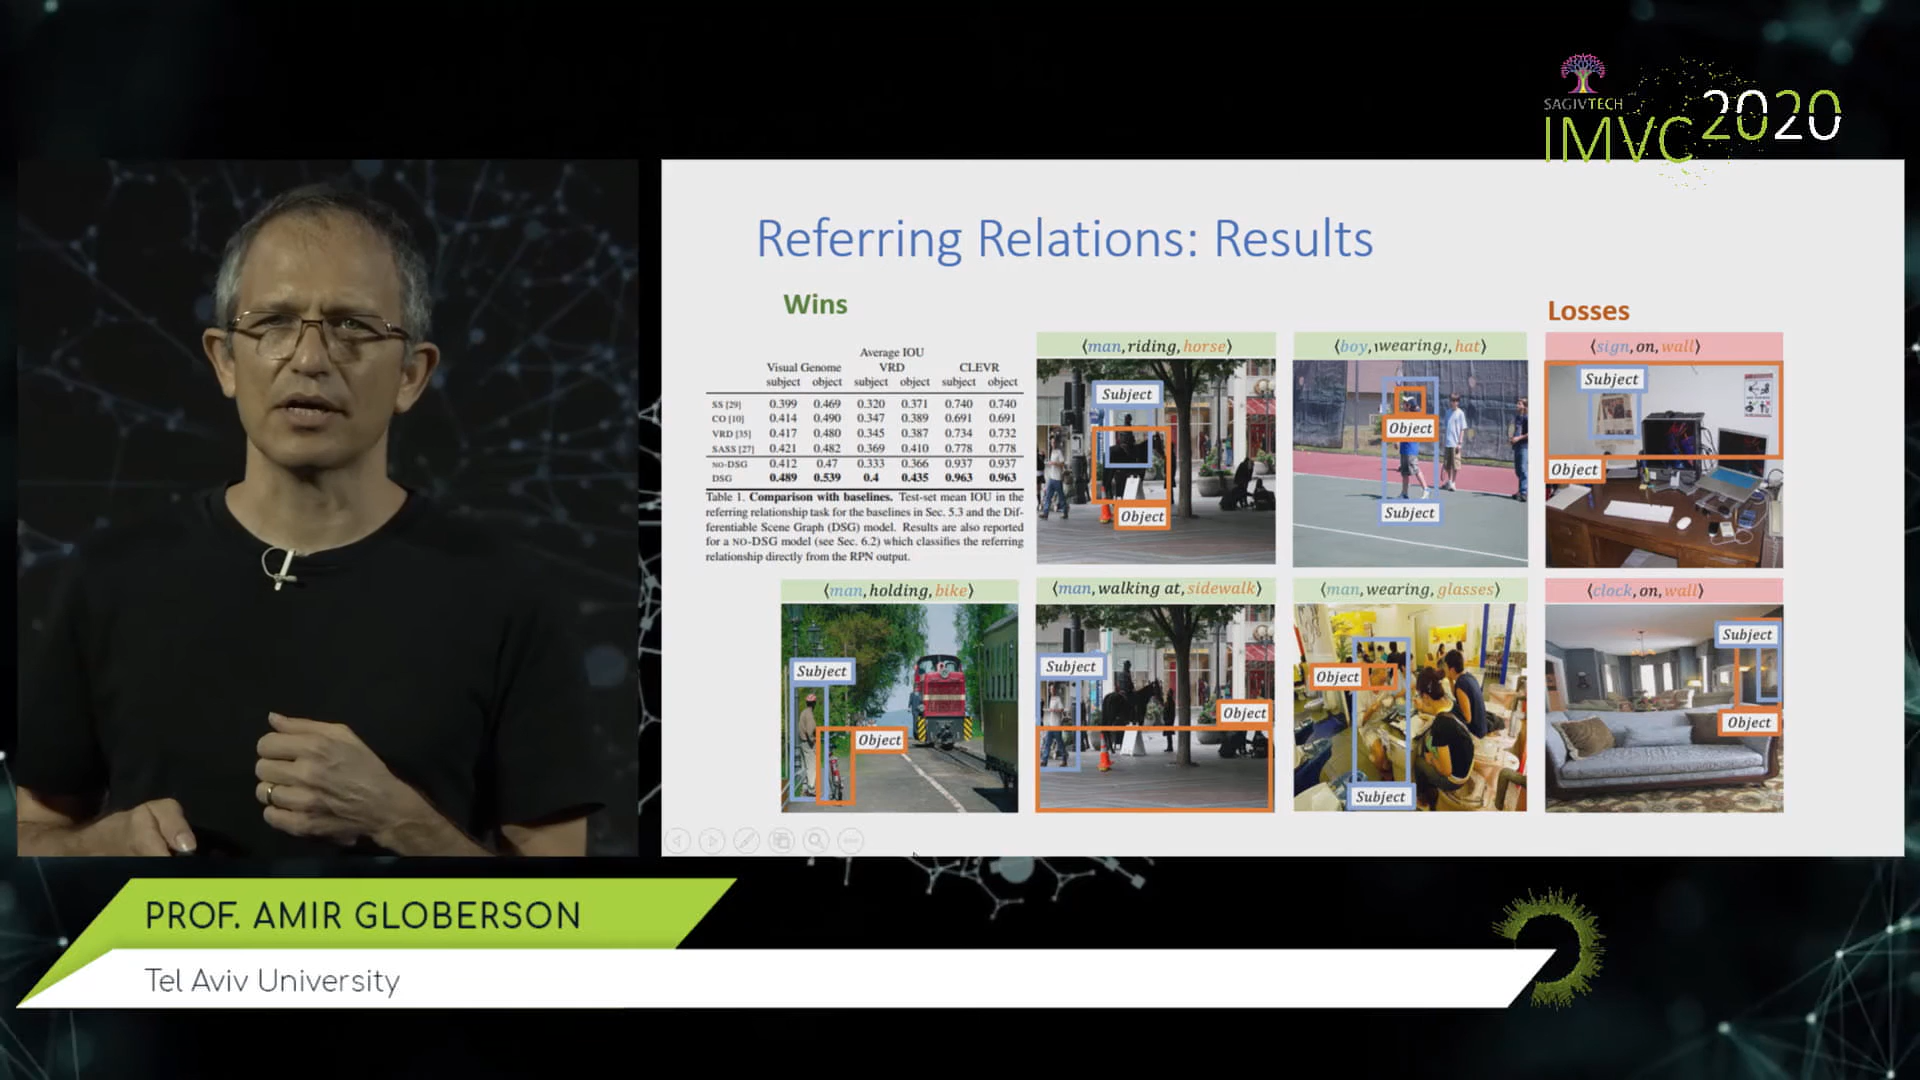 SAGIVTECH
IMVC 2020
Referring Relations: Results
Wins
Losses
Average IOU
Visual Genome VRD CLEVR
subject object subject object subject object
SS [29] 0.399 0.469 0.320 0.371 0.740 0.740
CO [10] 0.414 0.490 0.347 0.389 0.691 0.691
VRD [35] 0.417 0.480 0.345 0.387 0.734 0.732
SASS [27] 0.421 0.482 0.369 0.410 0.778 0.778
NO-DSG 0.412 0.47 0.333 0.366 0.937 0.937
DSG 0.489 0.539 0.4 0.435 0.963 0.963
Table 1. Comparison with baselines. Test-set mean IOU in the
referring relationship task for the baselines in Sec. 5.3 and the Dif-
ferentiable Scene Graph (DSG) model. Results are also reported
for a NO-DSG model (see Sec. 6.2) which classifies the referring
relationship directly from the RPN output.
⟨man, riding, horse⟩
Subject
Object
⟨boy, wearing, hat⟩
Object
Subject
⟨sign, on, wall⟩
Subject
Object
⟨man, holding, bike⟩
Subject
Object
⟨man, walking at, sidewalk⟩
Subject
Object
⟨man, wearing, glasses⟩
Object
Subject
⟨clock, on, wall⟩
Subject
Object
PROF. AMIR GLOBERSON
Tel Aviv University